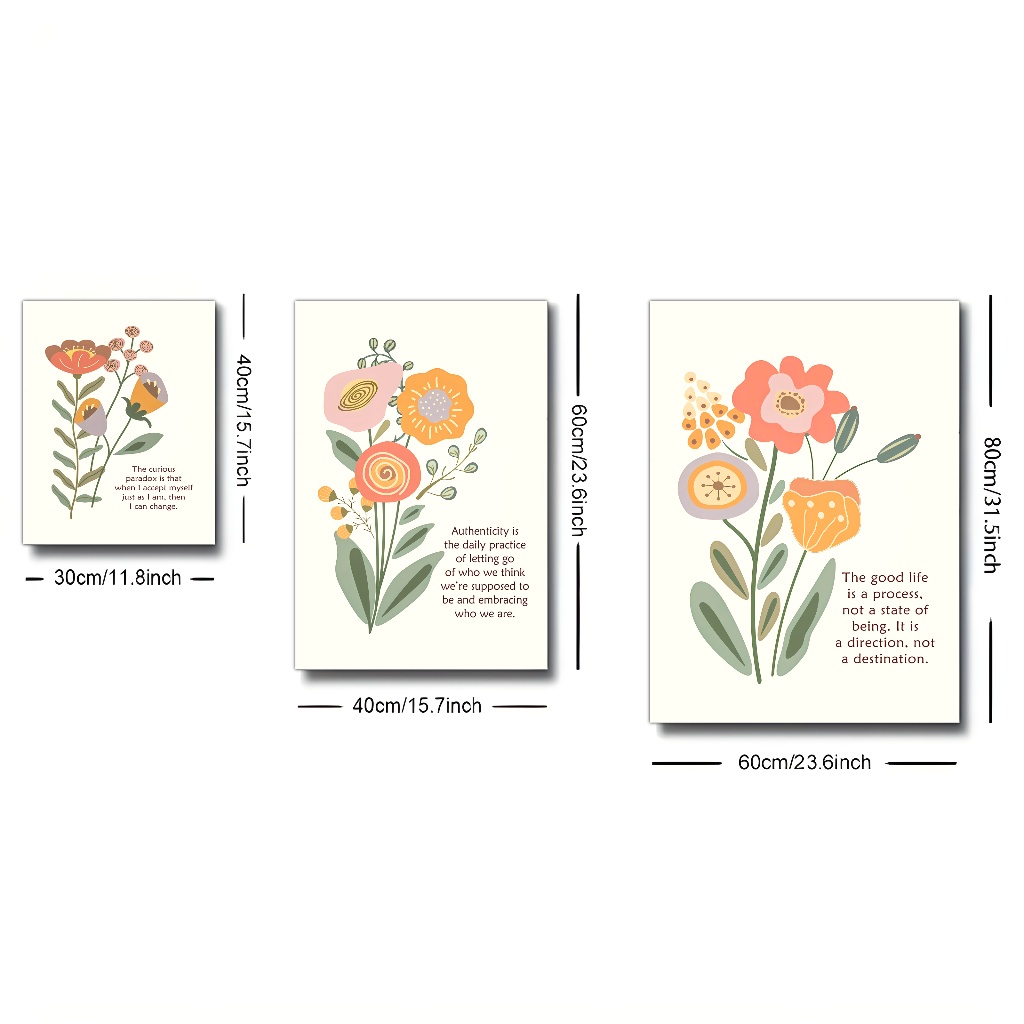 The curious
paradox is that
when I accept myself
just as I am, then
I can change.
40cm/15.7inch
30cm/11.8inch
Authenticity is
the daily practice
of letting go
of who we think
we're supposed to
be and embracing
who we are.
60cm/23.6inch
40cm/15.7inch
The good life
is a process,
not a state of
being. It is
a direction, not
a destination.
80cm/31.5inch
60cm/23.6inch